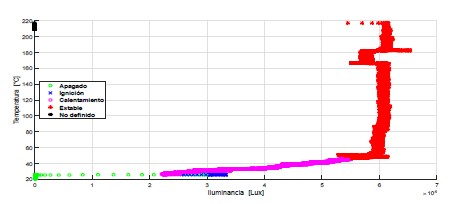 220
200
180
160
140
120
100
80
60
40
20
Temperatura [°C]
Apagado
Ignición
Calentamiento
Estable
No definido
0 1 2 3 4 5 6 7
Iluminancia [Lux]